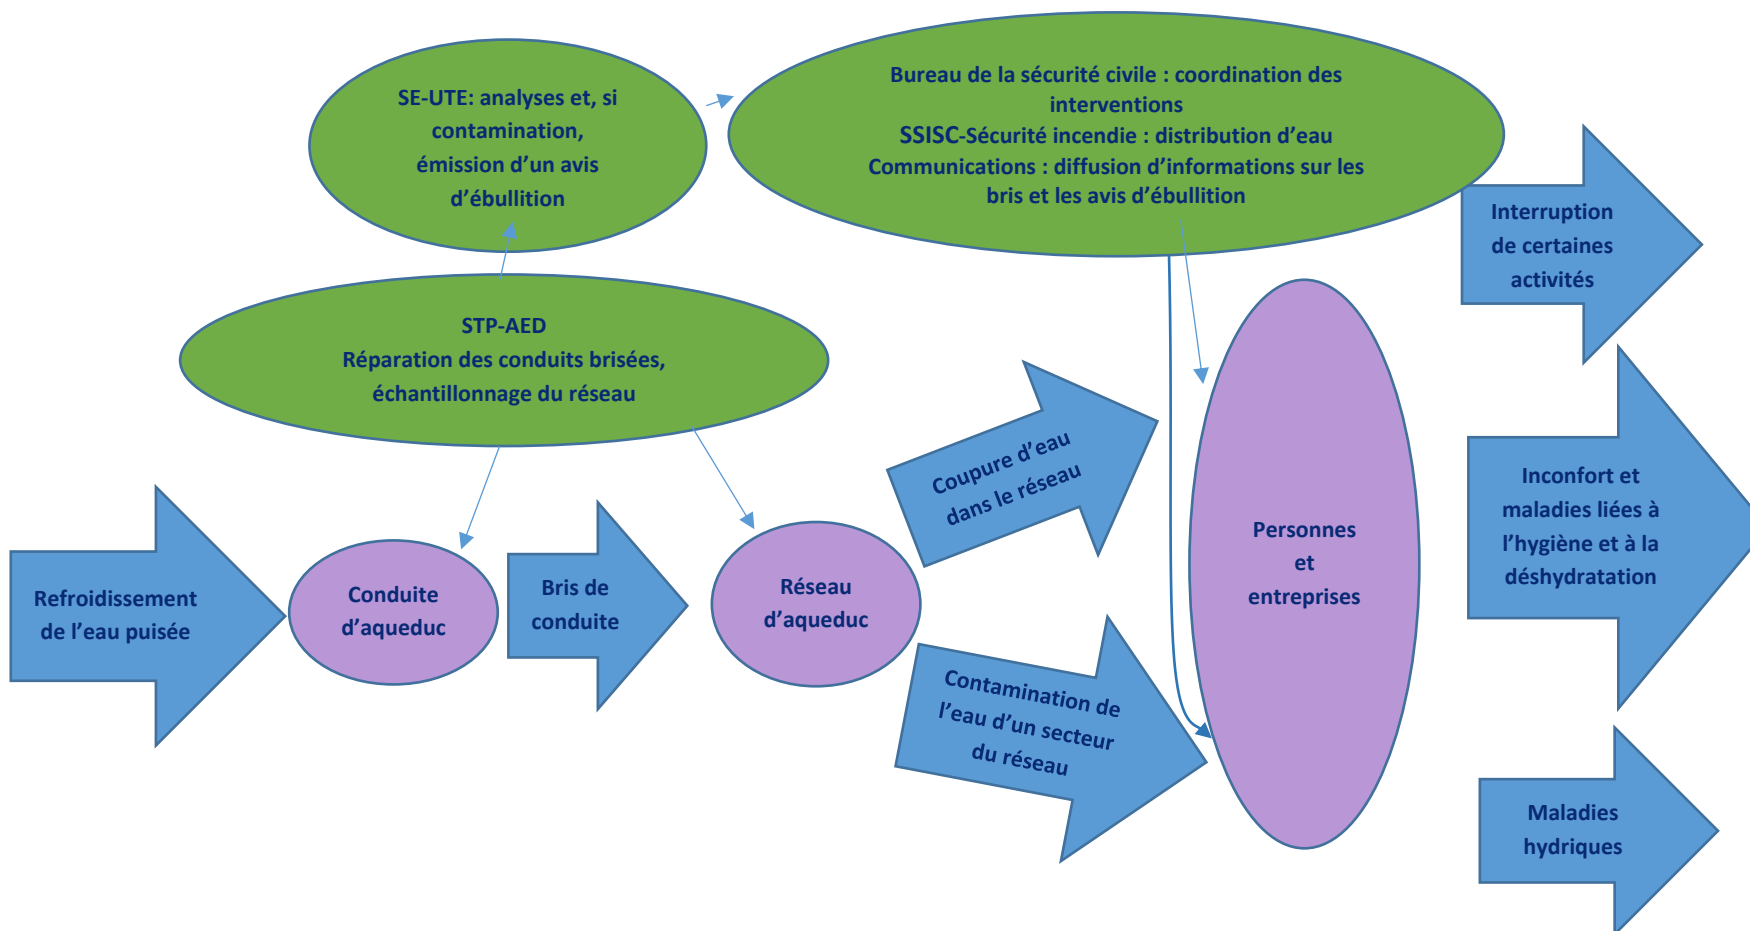 SE-UTE: analyses et, si
contamination,
émission d’un avis
d’ébullition
Bureau de la sécurité civile : coordination des
interventions
SSISC-Sécurité incendie : distribution d’eau
Communications : diffusion d’informations sur les
bris et les avis d’ébullition
Interruption
de certaines
activités
STP-AED
Réparation des conduits brisées,
échantillonnage du réseau
Coupure d’eau
dans le réseau
Inconfort et
maladies liées à
l’hygiène et à la
déshydratation
Personnes
et
entreprises
Refroidissement
de l’eau puisée
Conduite
d’aqueduc
Bris de
conduite
Réseau
d’aqueduc
Contamination de
l’eau d’un secteur
du réseau
Maladies
hydriques